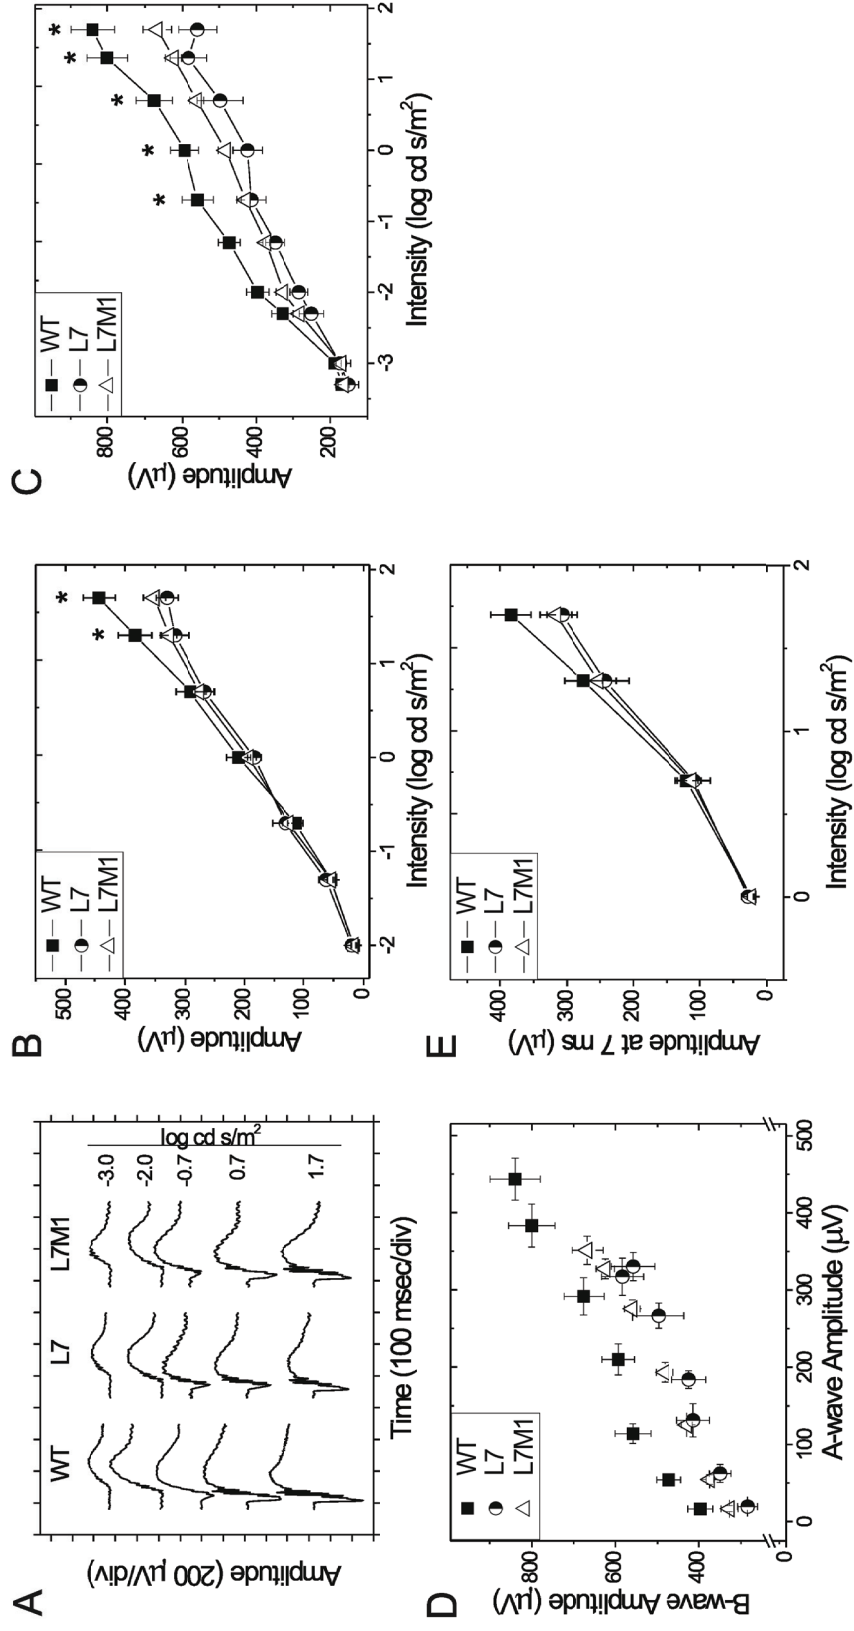 A
WT
L7
L7M1
-3.0
-2.0
-0.7
0.7
1.7
log cd s/m2
Amplitude (200 μV/div)
Time (100 msec/div)
B
WT
L7
L7M1
*
*
500
400
300
200
100
0
Amplitude (μV)
-2
-1
0
1
2
Intensity (log cd s/m2)
C
WT
L7
L7M1
*
*
*
*
*
800
600
400
200
Amplitude (μV)
-3
-2
-1
0
1
2
Intensity (log cd s/m2)
D
WT
L7
L7M1
800
600
400
0
B-wave Amplitude (μV)
0
100
200
300
400
500
A-wave Amplitude (μV)
E
WT
L7
L7M1
400
300
200
100
0
Amplitude at 7 ms (μV)
0
1
2
Intensity (log cd s/m2)